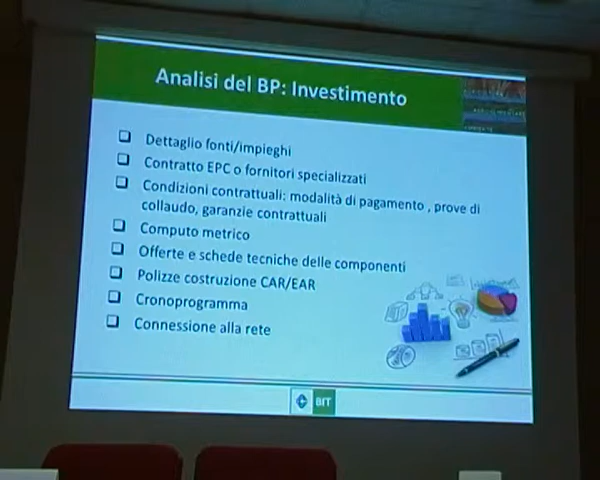 Analisi del BP: Investimento
❑ Dettaglio fonti/impieghi
❑ Contratto EPC o fornitori specializzati
❑ Condizioni contrattuali: modalità di pagamento , prove di
collaudo, garanzie contrattuali
❑ Computo metrico
❑ Offerte e schede tecniche delle componenti
❑ Polizze costruzione CAR/EAR
❑ Cronoprogramma
❑ Connessione alla rete
BIT